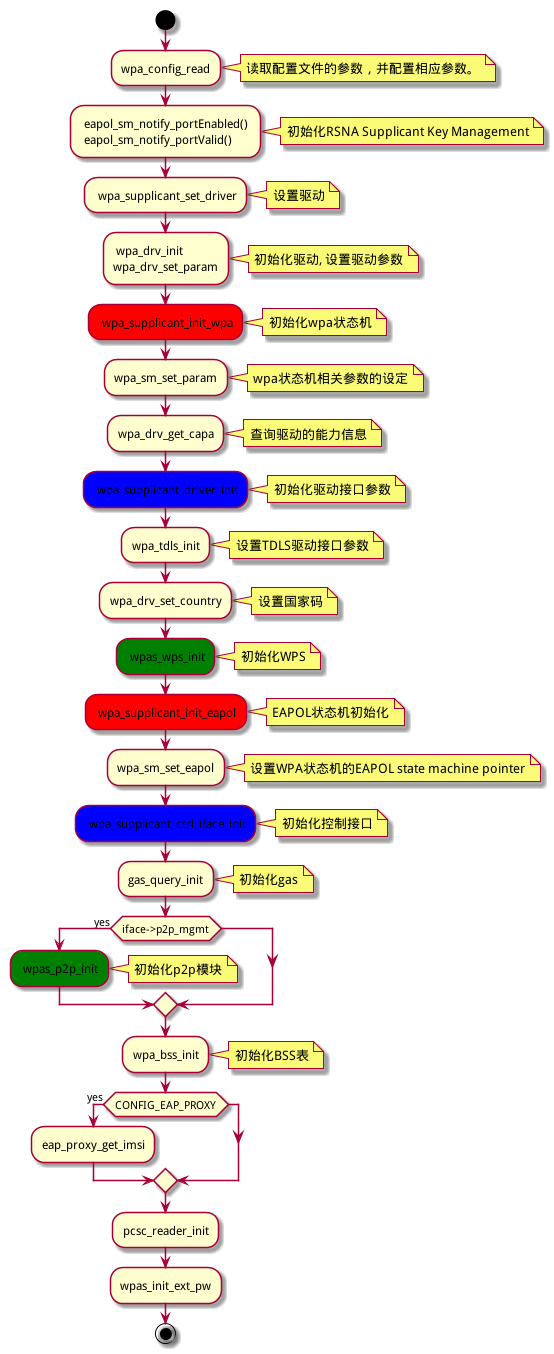 wpa_config_read
读取配置文件的参数，并配置相应参数。
eapol_sm_notify_portEnabled()
eapol_sm_notify_portValid()
初始化RSNA Supplicant Key Management
wpa_supplicant_set_driver
设置驱动
wpa_drv_init
wpa_drv_set_param
初始化驱动, 设置驱动参数
wpa_supplicant_init_wpa
初始化wpa状态机
wpa_sm_set_param
wpa状态机相关参数的设定
wpa_drv_get_capa
查询驱动的能力信息
wpa_supplicant_driver_init
初始化驱动接口参数
wpa_tdls_init
设置TDLS驱动接口参数
wpa_drv_set_country
设置国家码
wpas_wps_init
初始化WPS
wpa_supplicant_init_eapol
EAPOL状态机初始化
wpa_sm_set_eapol
设置WPA状态机的EAPOL state machine pointer
wpa_supplicant_ctrl_iface_init
初始化控制接口
gas_query_init
初始化gas
yes
iface->p2p_mgmt
wpas_p2p_init
初始化p2p模块
wpa_bss_init
初始化BSS表
yes
CONFIG_EAP_PROXY
eap_proxy_get_imsi
pcsc_reader_init
wpas_init_ext_pw